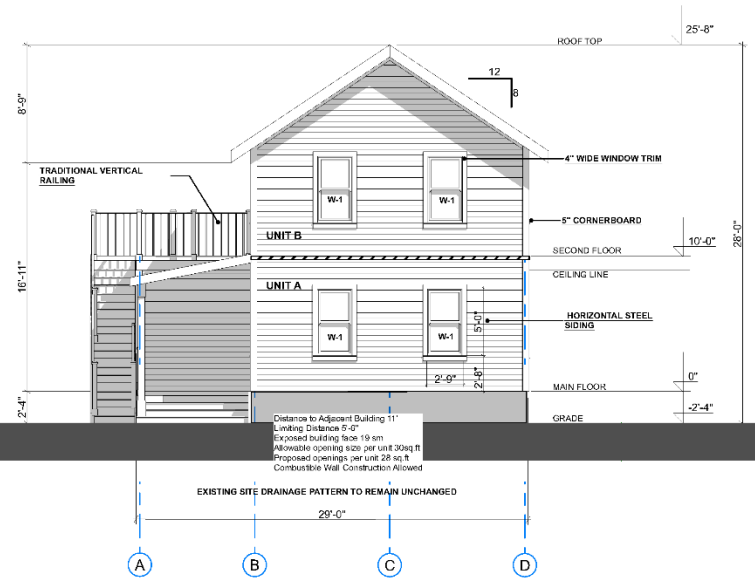 25'-8"
ROOF TOP
12
8
8'-9"
4" WIDE WINDOW TRIM
TRADITIONAL VERTICAL
RAILING
W-1
W-1
5" CORNERBOARD
UNIT B
10'-0"
SECOND FLOOR
28'-0"
CEILING LINE
16'-11"
UNIT A
HORIZONTAL STEEL
SIDING
5'-0"
W-1
W-1
2'-9"
2'-8"
0"
MAIN FLOOR
2'-4"
-2'-4"
GRADE
Distance to Adjacent Building 11'
Limiting Distance 5'-6"
Exposed building face 19 sm
Allowable opening size per unit 30sq.ft
Proposed openings per unit 28 sq.ft
Combustible Wall Construction Allowed
EXISTING SITE DRAINAGE PATTERN TO REMAIN UNCHANGED
29'-0"
A
B
C
D